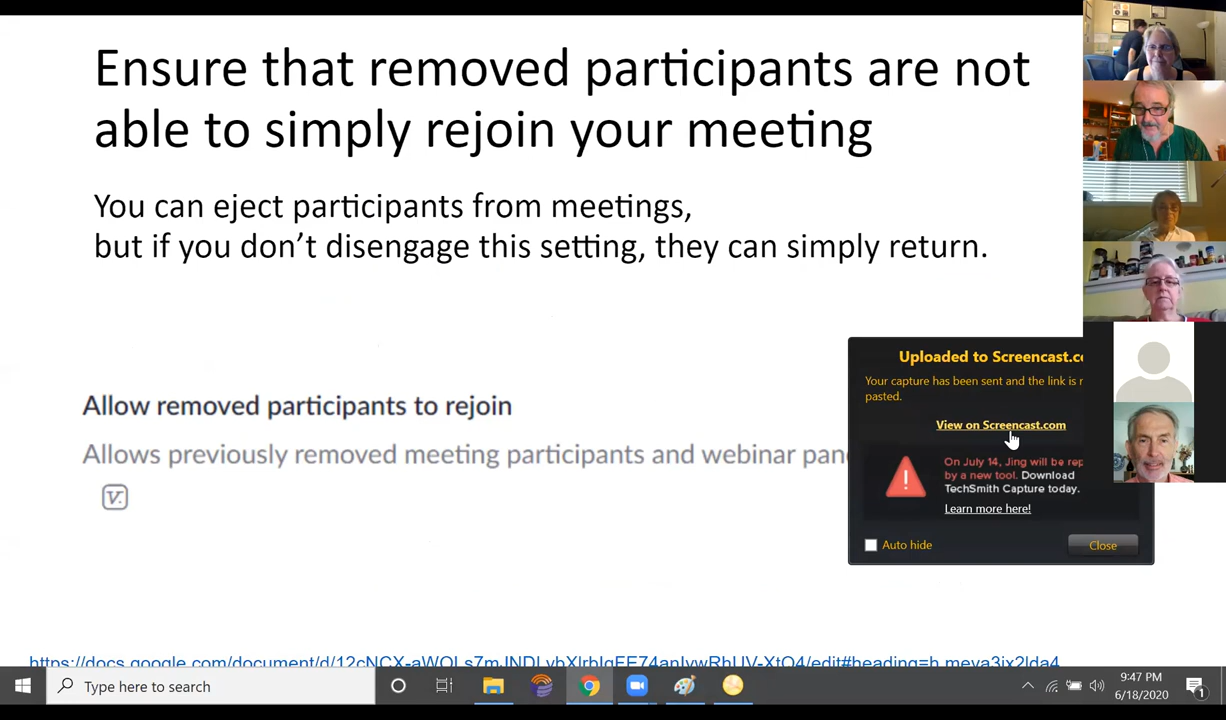 Ensure that removed participants are not
able to simply rejoin your meeting
You can eject participants from meetings,
but if you don’t disengage this setting, they can simply return.
Allow removed participants to rejoin
Allows previously removed meeting participants and webinar
V.
Uploaded to Screencast.
Your capture has been sent and the link is
pasted.
View on Screencast.com
On July 14, Jing will be
by a new tool. Download
TechSmith Capture today.
Learn more here!
Auto hide
Close
Type here to search
9:47 PM
6/18/2020
1